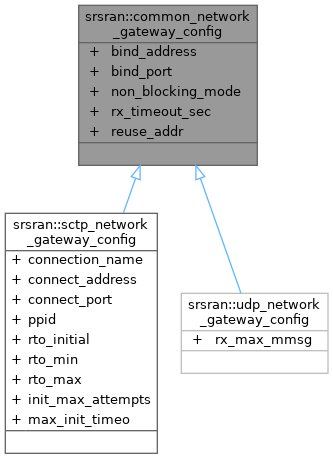 srsran::common_network
_gateway_config
+ bind_address
+ bind_port
+ non_blocking_mode
+ rx_timeout_sec
+ reuse_addr
srsran::sctp_network
_gateway_config
+ connection_name
+ connect_address
+ connect_port
+ ppid
+ rto_initial
+ rto_min
+ rto_max
+ init_max_attempts
+ max_init_timeo
srsran::udp_network
_gateway_config
+ rx_max_mmsg